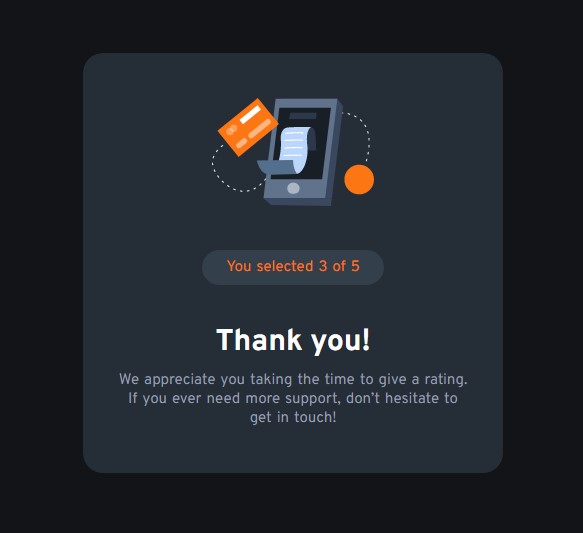 You selected 3 of 5
Thank you!
We appreciate you taking the time to give a rating.
If you ever need more support, don't hesitate to
get in touch!